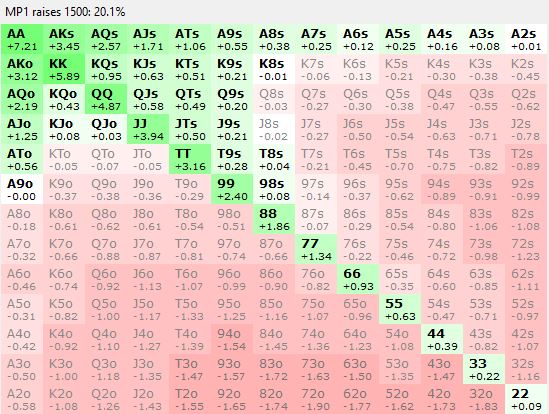 MP1 raises 1500: 20.1%
AA AKs AQs AJs ATs A9s A8s A7s A6s A5s A4s A3s A2s
+7.21 +3.45 +2.57 +1.71 +1.06 +0.55 +0.38 +0.25 +0.12 +0.25 +0.16 +0.08 +0.01
AKo KK KQs KJs KTs K9s K8s K7s K6s K5s K4s K3s K2s
+3.12 +5.89 +0.95 +0.63 +0.51 +0.21 -0.01 -0.06 -0.13 -0.21 -0.30 -0.38 -0.45
AQo KQo QQ QJs QTs Q9s Q8s Q7s Q6s Q5s Q4s Q3s Q2s
+2.19 +0.43 +4.87 +0.58 +0.49 +0.20 -0.03 -0.27 -0.30 -0.38 -0.47 -0.55 -0.62
AJo KJo QJo JJ JTs J9s J8s J7s J6s J5s J4s J3s J2s
+1.25 +0.08 +0.03 +3.94 +0.50 +0.21 -0.02 -0.27 -0.50 -0.54 -0.63 -0.71 -0.78
ATo KTo QTo JTo TT T9s T8s T7s T6s T5s T4s T3s T2s
+0.56 -0.05 -0.07 -0.05 +3.16 +0.28 +0.04 -0.21 -0.45 -0.70 -0.75 -0.82 -0.89
A9o K9o Q9o J9o T9o 99 98s 97s 96s 95s 94s 93s 92s
-0.00 -0.37 -0.38 -0.36 -0.29 +2.40 +0.08 -0.14 -0.37 -0.62 -0.89 -0.91 -0.99
A8o K8o Q8o J8o T8o 98o 88 87s 86s 85s 84s 83s 82s
-0.18 -0.61 -0.62 -0.61 -0.54 -0.51 +1.86 -0.07 -0.29 -0.54 -0.80 -1.06 -1.08
A7o K7o Q7o J7o T7o 97o 87o 77 76s 75s 74s 73s 72s
-0.32 -0.66 -0.88 -0.87 -0.81 -0.74 -0.66 +1.34 -0.22 -0.46 -0.72 -0.98 -1.23
A6o K6o Q6o J6o T6o 96o 86o 76o 66 65s 64s 63s 62s
-0.46 -0.74 -0.92 -1.13 -1.07 -0.99 -0.90 -0.82 +0.93 -0.35 -0.60 -0.85 -1.11
A5o K5o Q5o J5o T5o 95o 85o 75o 65o 55 54s 53s 52s
-0.31 -0.82 -1.00 -1.17 -1.33 -1.25 -1.16 -1.07 -0.96 +0.63 -0.47 -0.71 -0.97
A4o K4o Q4o J4o T4o 94o 84o 74o 64o 54o 44 43s 42s
-0.42 -0.92 -1.10 -1.27 -1.39 -1.54 -1.45 -1.36 -1.23 -1.08 +0.39 -0.82 -1.07
A3o K3o Q3o J3o T3o 93o 83o 73o 63o 53o 43o 33 32s
-0.50 -1.00 -1.18 -1.35 -1.47 -1.57 -1.72 -1.63 -1.50 -1.35 -1.47 +0.22 -1.16
A2o K2o Q2o J2o T2o 92o 82o 72o 62o 52o 42o 32o 22
-0.58 -1.08 -1.26 -1.43 -1.55 -1.65 -1.74 -1.90 -1.77 -1.62 -1.73 -1.83 +0.09